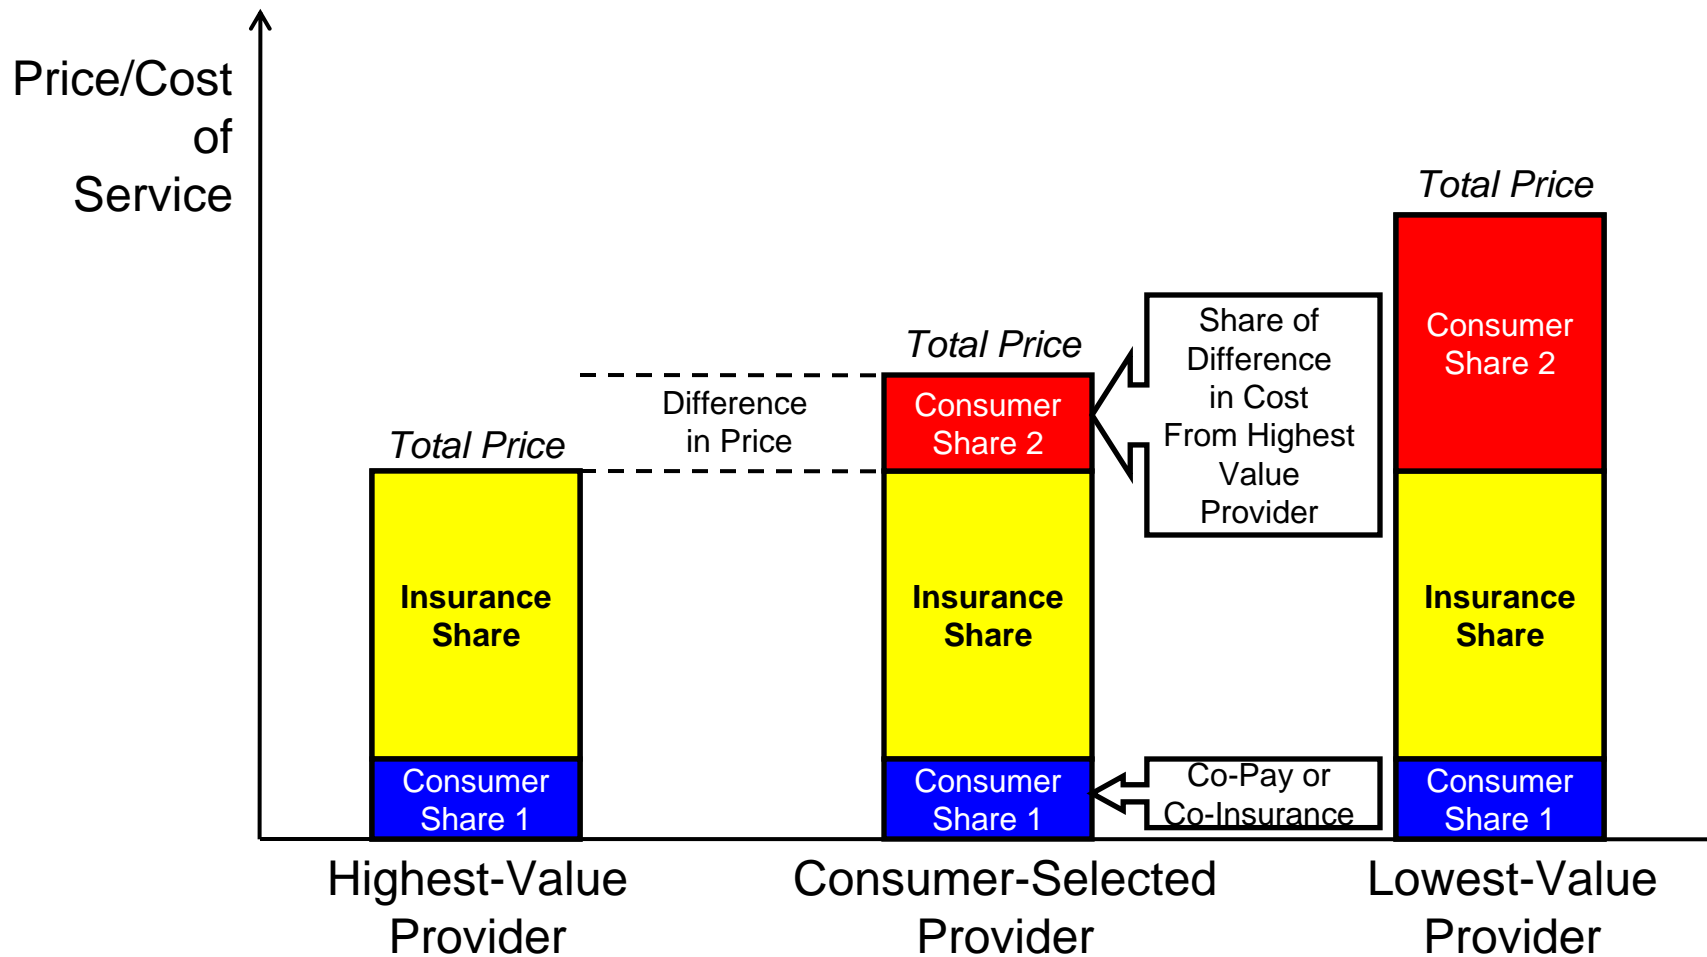 Price/Cost
of
Service
Total Price
Insurance
Share
Consumer
Share 1
Highest-Value
Provider
Difference
in Price
Total Price
Consumer
Share 2
Insurance
Share
Consumer
Share 1
Consumer-Selected
Provider
Share of
Difference
in Cost
From Highest
Value
Provider
Co-Pay or
Co-Insurance
Total Price
Consumer
Share 2
Insurance
Share
Consumer
Share 1
Lowest-Value
Provider